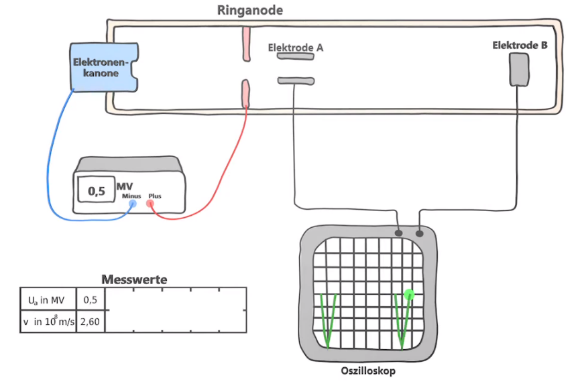 Ringanode
Elektrode A
Elektrode B
Elektronen-
kanone
0,5
MV
Minus
Plus
Messwerte
Uₐ in MV
0,5
v in 10⁸ m/s
2,60
Oszilloskop